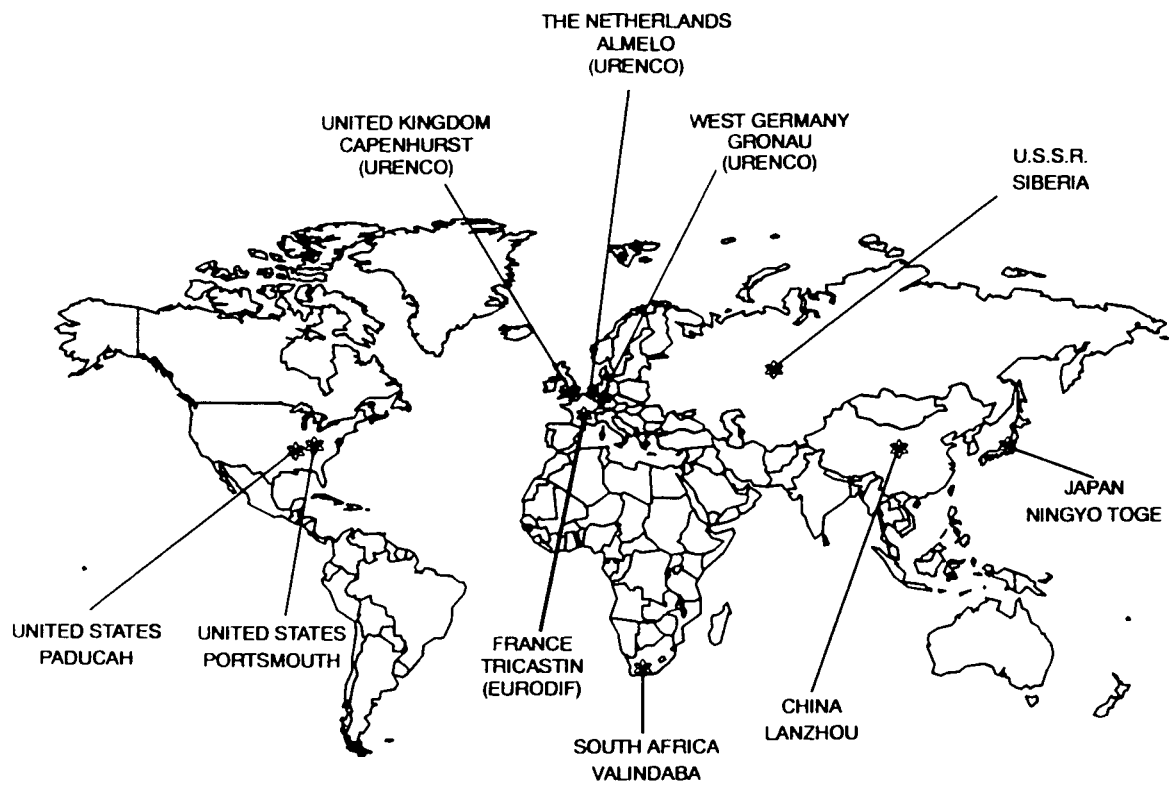 THE NETHERLANDS
ALMELO
(URENCO)
UNITED KINGDOM
CAPENHURST
(URENCO)
WEST GERMANY
GRONAU
(URENCO)
U.S.S.R.
SIBERIA
JAPAN
NINGYO TOGE
UNITED STATES
PADUCAH
UNITED STATES
PORTSMOUTH
FRANCE
TRICASTIN
(EURODIF)
CHINA
LANZHOU
SOUTH AFRICA
VALINDABA